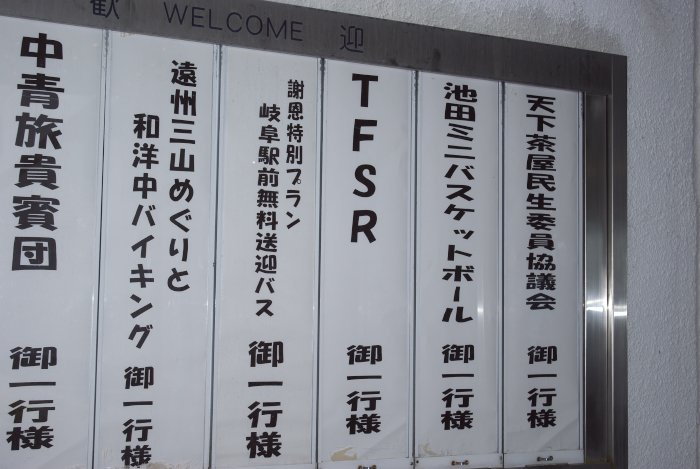 歓 WELCOME 迎
天下茶屋民生委員協議会 御一行様
池田ミニバスケットボール 御一行様
TFSR 御一行様
謝恩特別プラン
岐阜駅前無料送迎バス 御一行様
遠州三山めぐりと
和洋中バイキング 御一行様
中青旅貴賓団 御一行様